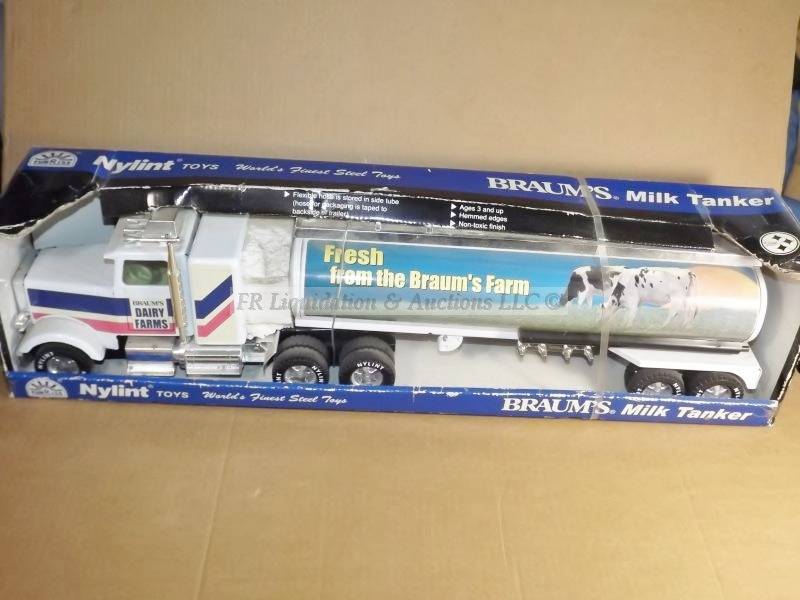 Nylint® TOYS World's Finest Steel Toys
BRAUM'S® Milk Tanker
Flexible hose is stored in side tube
(hose for packaging is taped to
backside of trailer)
Ages 3 and up
Hemmed edges
Non-toxic finish
Fresh
from the Braum's Farm
BRAUM'S
DAIRY
FARMS
FR Liquidation & Auctions LLC ©
NYLINT
NYLINT
NYLINT
Nylint® TOYS World's Finest Steel Toys
BRAUM'S® Milk Tanker